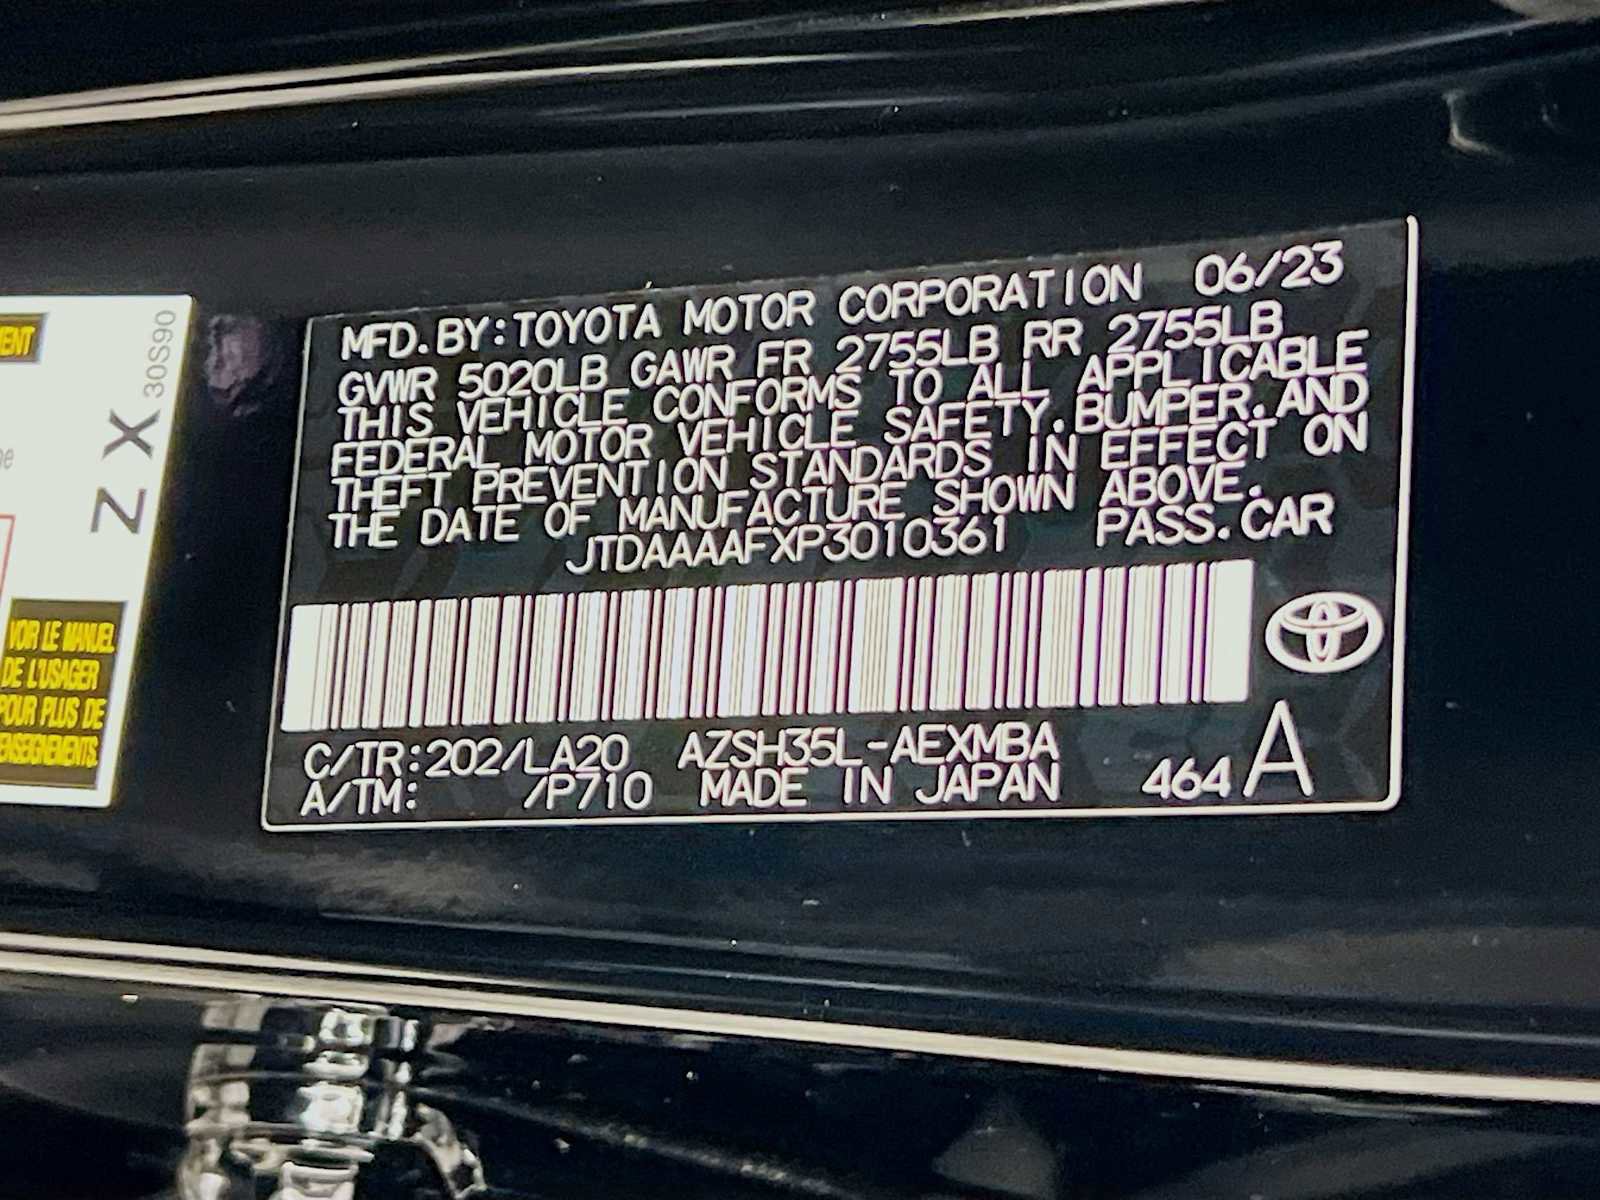 MFD.BY:TOYOTA MOTOR CORPORATION 06/23
GVWR 5020LB GAWR FR 2755LB RR 2755LB
THIS VEHICLE CONFORMS TO ALL APPLICABLE
FEDERAL MOTOR VEHICLE SAFETY,BUMPER,AND
THEFT PREVENTION STANDARDS IN EFFECT ON
THE DATE OF MANUFACTURE SHOWN ABOVE.
JTDAAAAFXP3010361 PASS.CAR
C/TR:202/LA20 AZSH35L-AEXMBA
A/TM: /P710 MADE IN JAPAN 464 A
30S90
ZX
VOIR LE MANUEL
DE L'USAGER
POUR PLUS DE